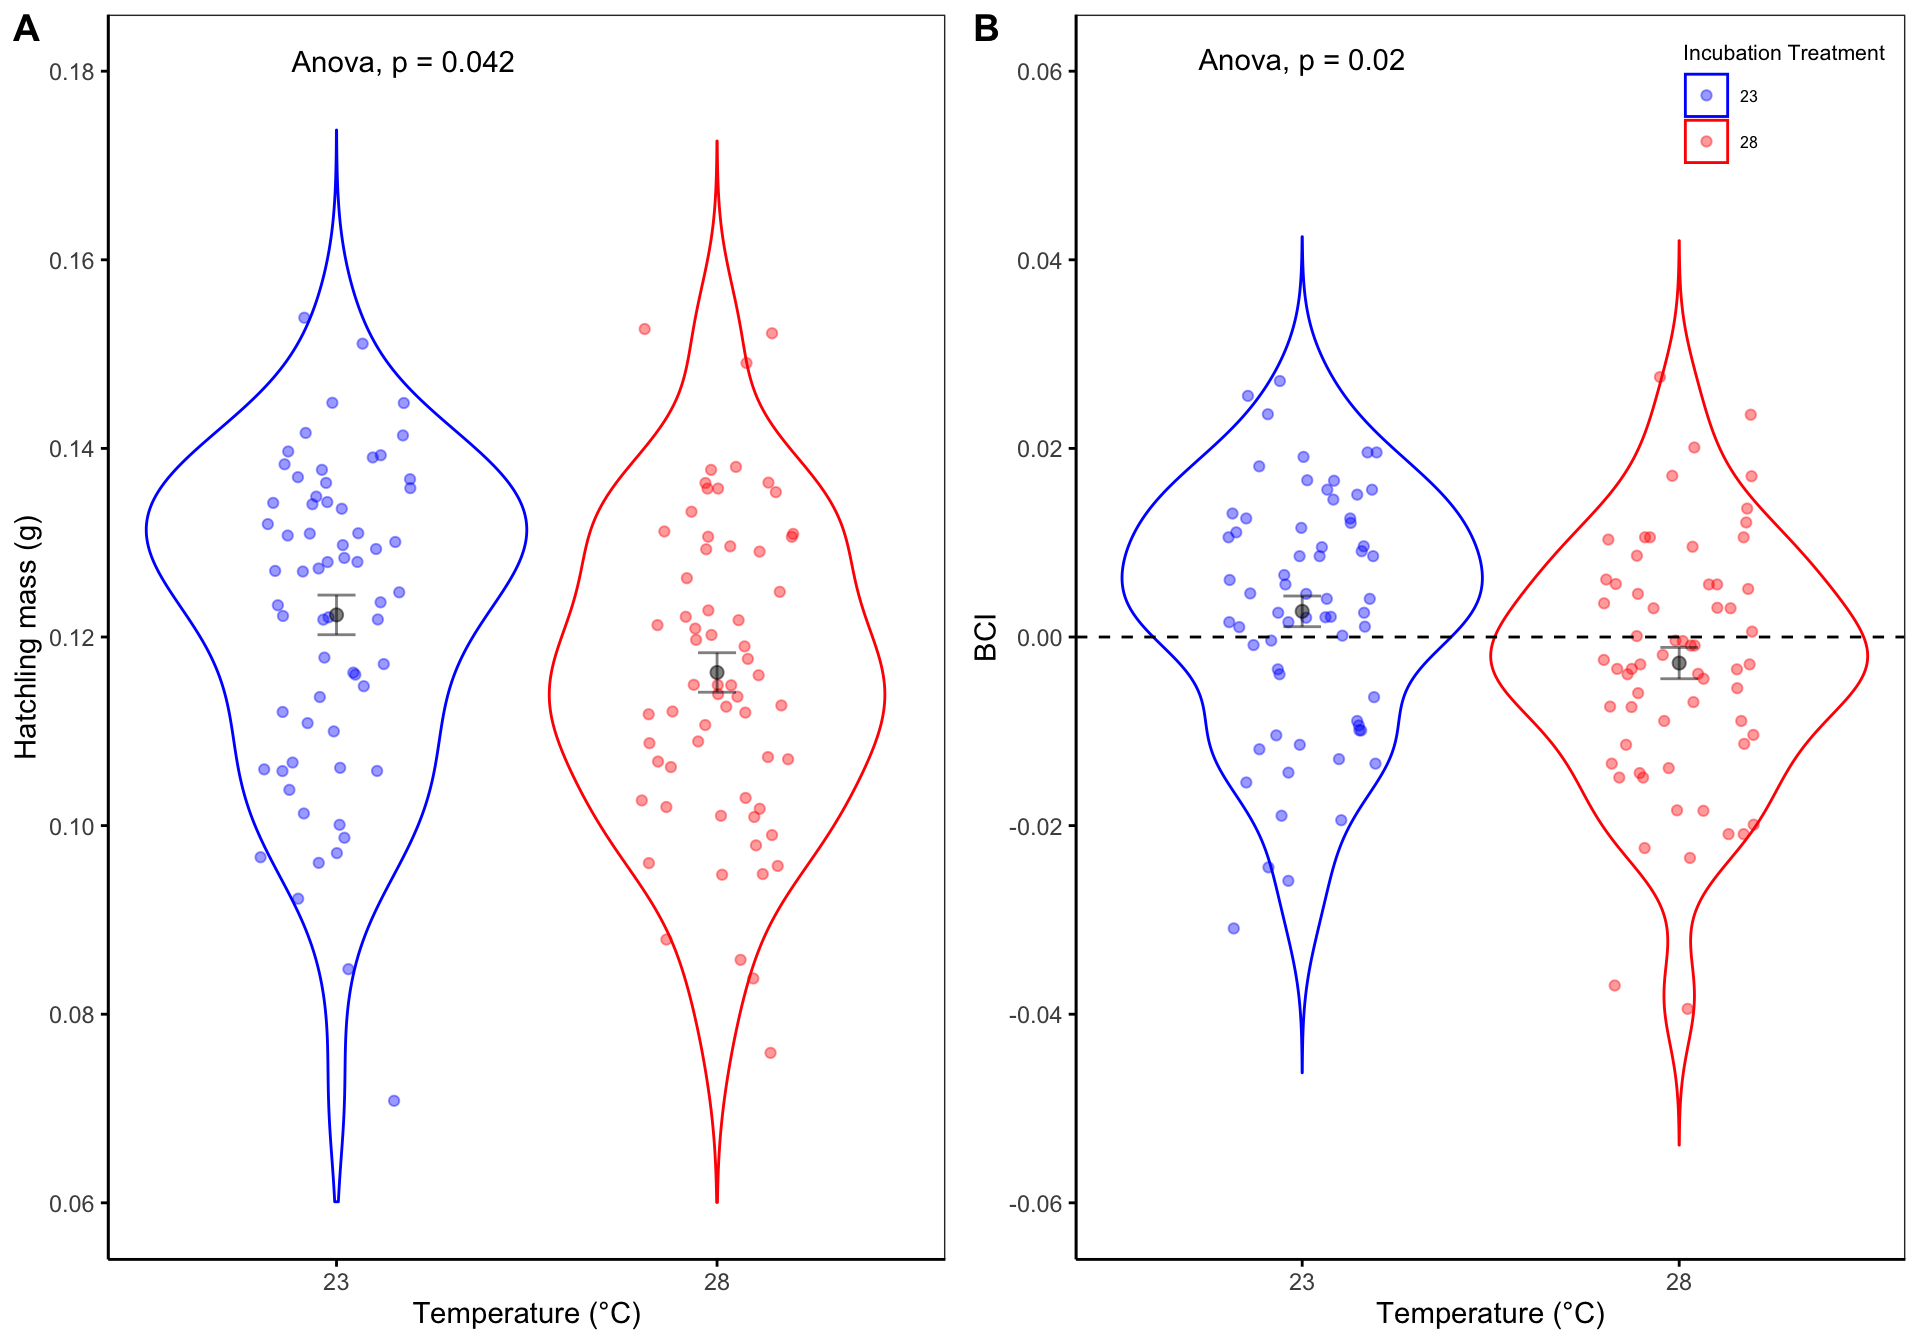 A
Anova, p = 0.042
0.18
0.16
0.14
0.12
0.10
0.08
0.06
Hatchling mass (g)
23
28
Temperature (°C)
B
Anova, p = 0.02
Incubation Treatment
23
28
0.06
0.04
0.02
0.00
-0.02
-0.04
-0.06
BCI
23
28
Temperature (°C)